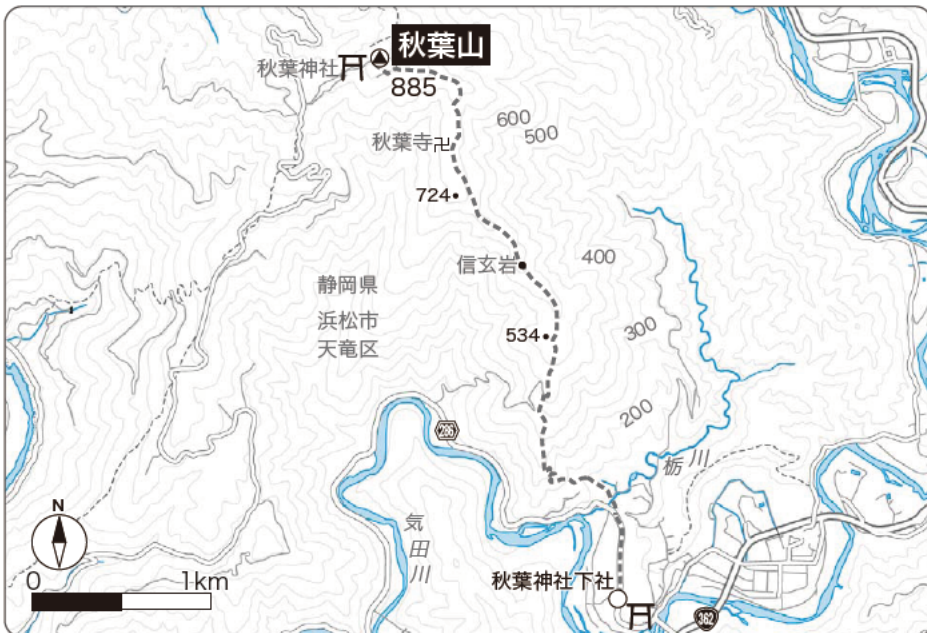 秋葉山
秋葉神社
885
600
500
秋葉寺
724
信玄岩
400
静岡県
浜松市
天竜区
534
300
200
286
栃川
気田川
N
0 1km
秋葉神社下社
362